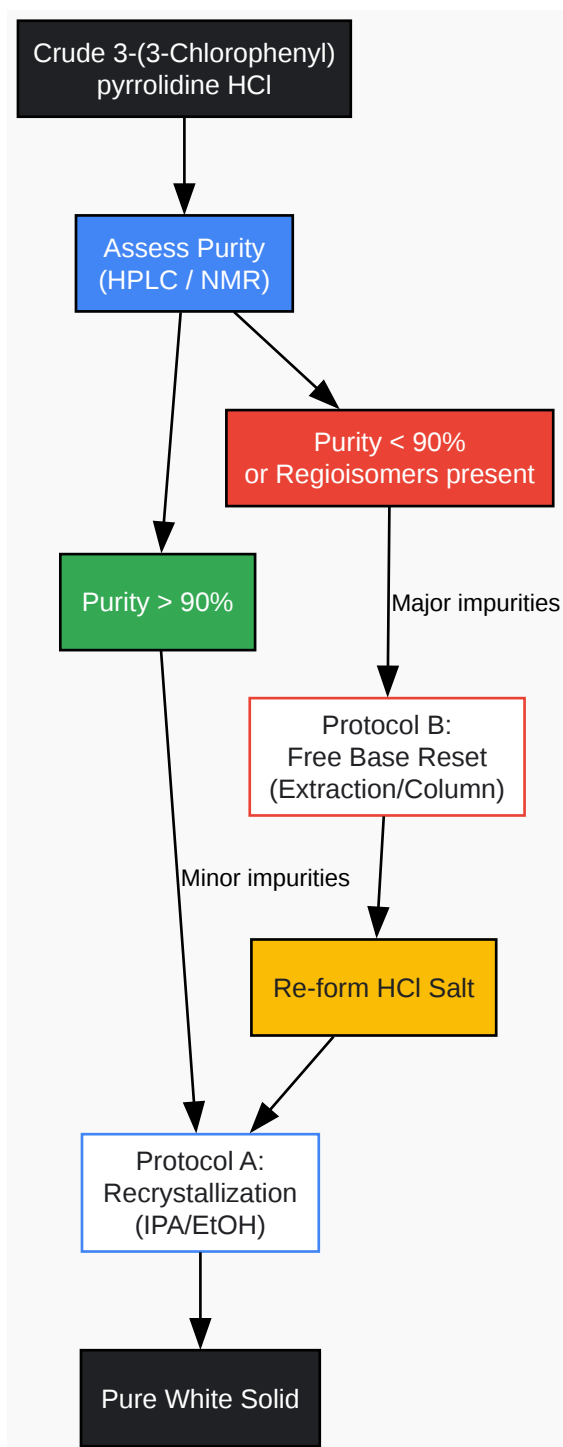 Crude 3-(3-Chlorophenyl)
pyrrolidine HCl
Assess Purity
(HPLC / NMR)
Purity < 90%
or Regioisomers present
Purity > 90%
Major impurities
Protocol B:
Free Base Reset
(Extraction/Column)
Minor impurities
Re-form HCl Salt
Protocol A:
Recrystallization
(IPA/EtOH)
Pure White Solid